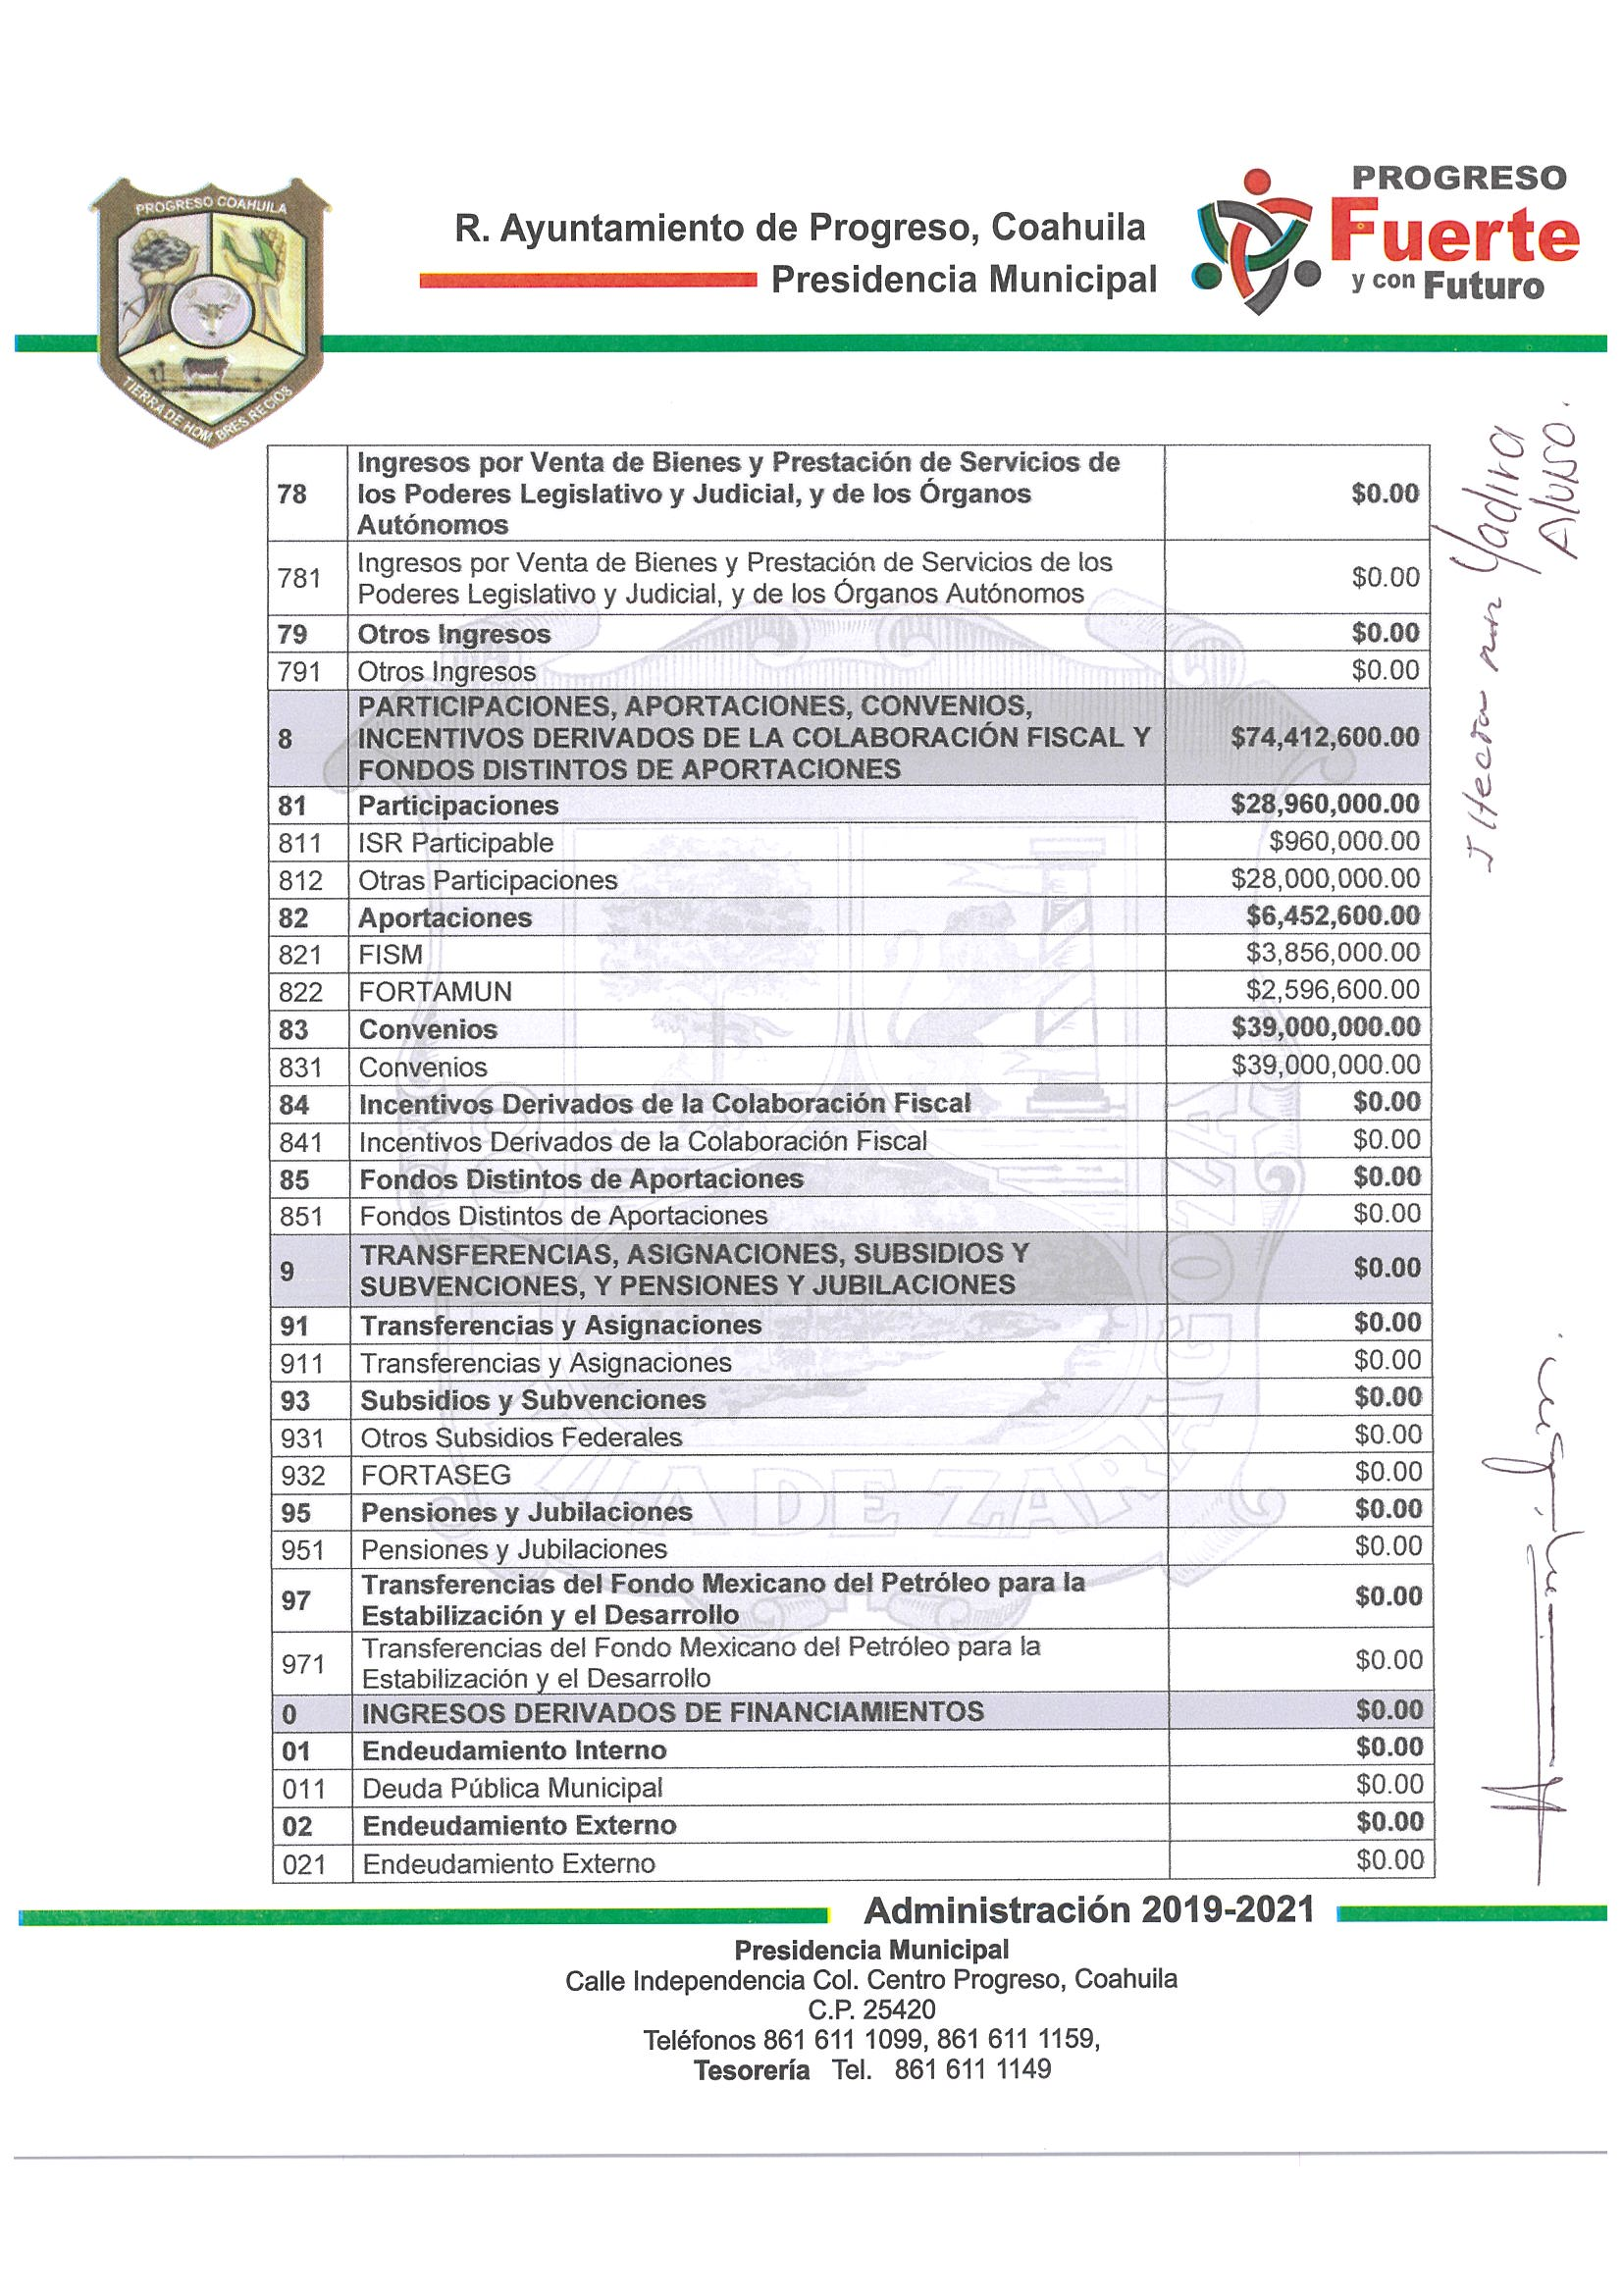 PROGRESO COAHUILA
TIERRA DE HOMBRES RECIOS
R. Ayuntamiento de Progreso, Coahuila
Presidencia Municipal
PROGRESO
Fuerte
y con Futuro
78 Ingresos por Venta de Bienes y Prestación de Servicios de
los Poderes Legislativo y Judicial, y de los Órganos
Autónomos $0.00
781 Ingresos por Venta de Bienes y Prestación de Servicios de los
Poderes Legislativo y Judicial, y de los Órganos Autónomos $0.00
79 Otros Ingresos $0.00
791 Otros Ingresos $0.00
8 PARTICIPACIONES, APORTACIONES, CONVENIOS,
INCENTIVOS DERIVADOS DE LA COLABORACIÓN FISCAL Y
FONDOS DISTINTOS DE APORTACIONES $74,412,600.00
81 Participaciones $28,960,000.00
811 ISR Participable $960,000.00
812 Otras Participaciones $28,000,000.00
82 Aportaciones $6,452,600.00
821 FISM $3,856,000.00
822 FORTAMUN $2,596,600.00
83 Convenios $39,000,000.00
831 Convenios $39,000,000.00
84 Incentivos Derivados de la Colaboración Fiscal $0.00
841 Incentivos Derivados de la Colaboración Fiscal $0.00
85 Fondos Distintos de Aportaciones $0.00
851 Fondos Distintos de Aportaciones $0.00
9 TRANSFERENCIAS, ASIGNACIONES, SUBSIDIOS Y
SUBVENCIONES, Y PENSIONES Y JUBILACIONES $0.00
91 Transferencias y Asignaciones $0.00
911 Transferencias y Asignaciones $0.00
93 Subsidios y Subvenciones $0.00
931 Otros Subsidios Federales $0.00
932 FORTASEG $0.00
95 Pensiones y Jubilaciones $0.00
951 Pensiones y Jubilaciones $0.00
97 Transferencias del Fondo Mexicano del Petróleo para la
Estabilización y el Desarrollo $0.00
971 Transferencias del Fondo Mexicano del Petróleo para la
Estabilización y el Desarrollo $0.00
0 INGRESOS DERIVADOS DE FINANCIAMIENTOS $0.00
01 Endeudamiento Interno $0.00
011 Deuda Pública Municipal $0.00
02 Endeudamiento Externo $0.00
021 Endeudamiento Externo $0.00
Yadira
Administración 2019-2021
Presidencia Municipal
Calle Independencia Col. Centro Progreso, Coahuila
C.P. 25420
Teléfonos 861 611 1099, 861 611 1159,
Tesorería Tel. 861 611 1149